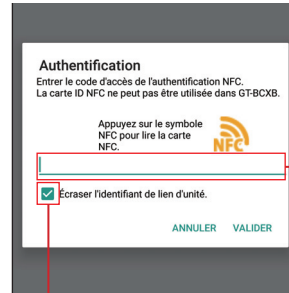 Authentification
Entrer le code d'accès de l'authentification NFC.
La carte ID NFC ne peut pas être utilisée dans GT-BCXB.
Appuyez sur le symbole
NFC pour lire la carte
NFC.
NFC
Écraser l'identifiant de lien d'unité.
ANNULER VALIDER